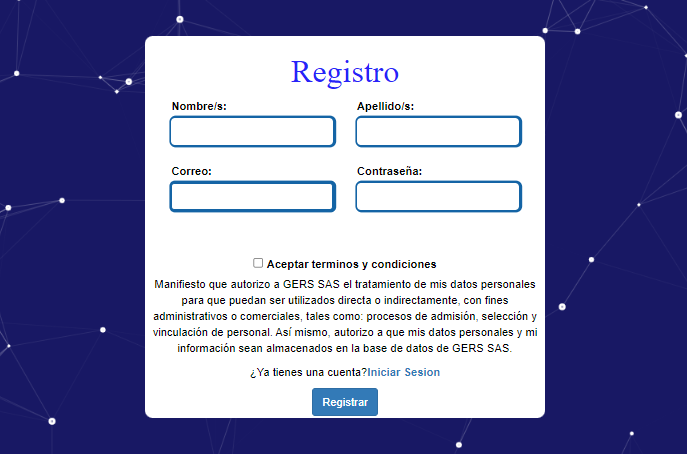 Registro
Nombre/s: Apellido/s:
Correo: Contraseña:
Aceptar terminos y condiciones
Manifiesto que autorizo a GERS SAS el tratamiento de mis datos personales
para que puedan ser utilizados directa o indirectamente, con fines
administrativos o comerciales, tales como: procesos de admisión, selección y
vinculación de personal. Así mismo, autorizo a que mis datos personales y mi
información sean almacenados en la base de datos de GERS SAS.
¿Ya tienes una cuenta?Iniciar Sesion
Registrar